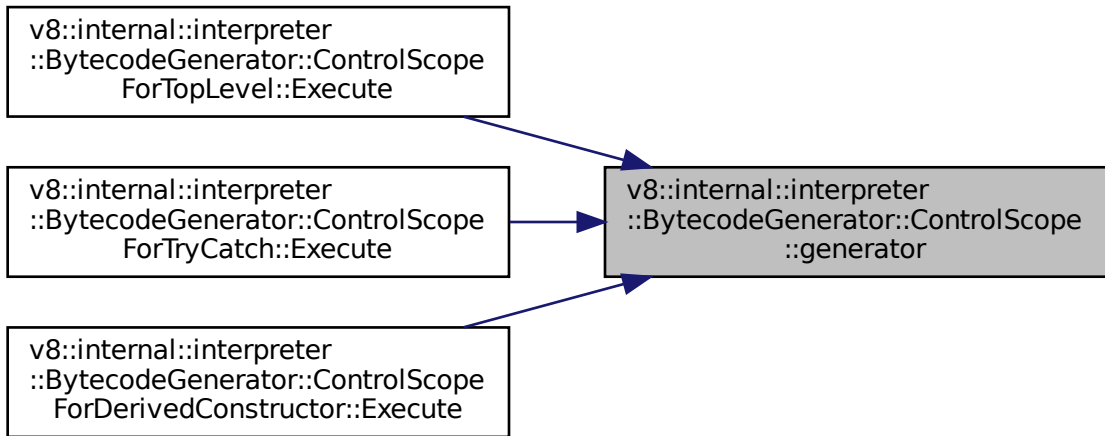 v8::internal::interpreter
::BytecodeGenerator::ControlScope
ForTopLevel::Execute
v8::internal::interpreter
::BytecodeGenerator::ControlScope
ForTryCatch::Execute
v8::internal::interpreter
::BytecodeGenerator::ControlScope
ForDerivedConstructor::Execute
v8::internal::interpreter
::BytecodeGenerator::ControlScope
::generator